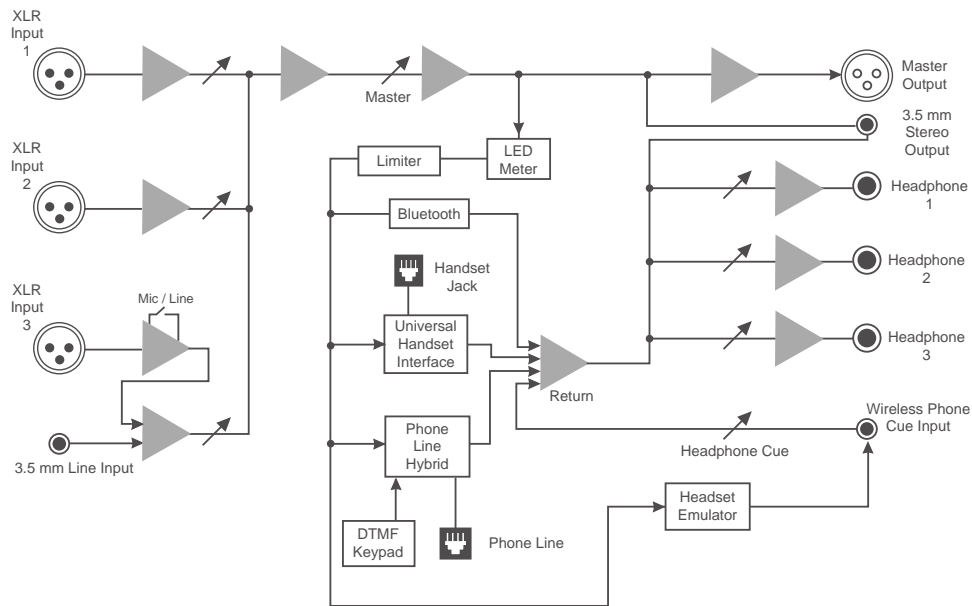 XLR
Input
1
Master
Master
Output
3.5 mm
Stereo
Output
LED
Meter
Limiter
XLR
Input
2
Bluetooth
Headphone
1
Handset
Jack
Headphone
2
XLR
Input
3
Mic / Line
Universal
Handset
Interface
Headphone
3
Return
Wireless Phone
Cue Input
Phone
Line
Hybrid
Headphone Cue
3.5 mm Line Input
Headset
Emulator
DTMF
Keypad
Phone Line